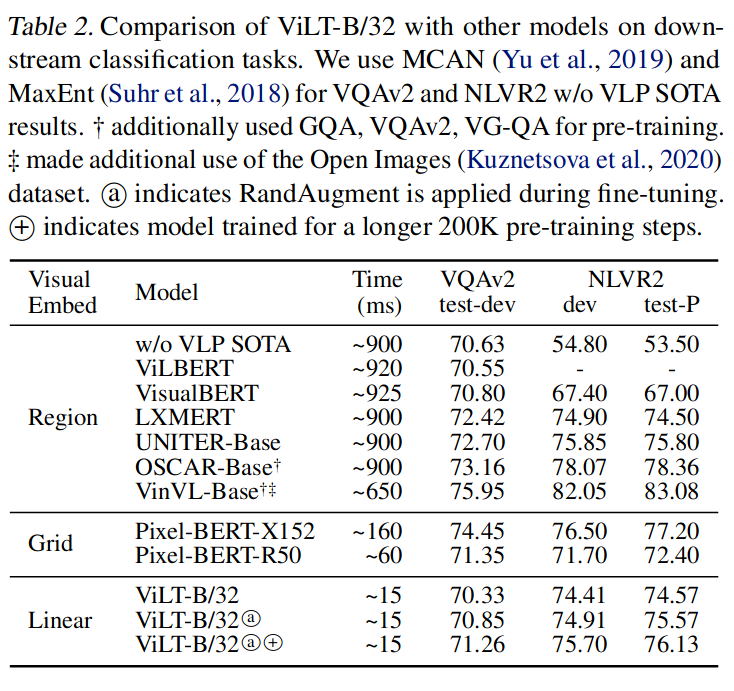 Table 2. Comparison of ViLT-B/32 with other models on down-
stream classification tasks. We use MCAN (Yu et al., 2019) and
MaxEnt (Suhr et al., 2018) for VQAv2 and NLVR2 w/o VLP SOTA
results. † additionally used GQA, VQAv2, VG-QA for pre-training.
‡ made additional use of the Open Images (Kuznetsova et al., 2020)
dataset. ⓐ indicates RandAugment is applied during fine-tuning.
⊕ indicates model trained for a longer 200K pre-training steps.
Visual Embed Model Time (ms) VQAv2 test-dev NLVR2 dev test-P
Region
w/o VLP SOTA ~900 70.63 54.80 53.50
ViLBERT ~920 70.55 - -
VisualBERT ~925 70.80 67.40 67.00
LXMERT ~900 72.42 74.90 74.50
UNITER-Base ~900 72.70 75.85 75.80
OSCAR-Base† ~900 73.16 78.07 78.36
VinVL-Base†‡ ~650 75.95 82.05 83.08
Grid
Pixel-BERT-X152 ~160 74.45 76.50 77.20
Pixel-BERT-R50 ~60 71.35 71.70 72.40
Linear
ViLT-B/32 ~15 70.33 74.41 74.57
ViLT-B/32ⓐ ~15 70.85 74.91 75.57
ViLT-B/32ⓐ⊕ ~15 71.26 75.70 76.13